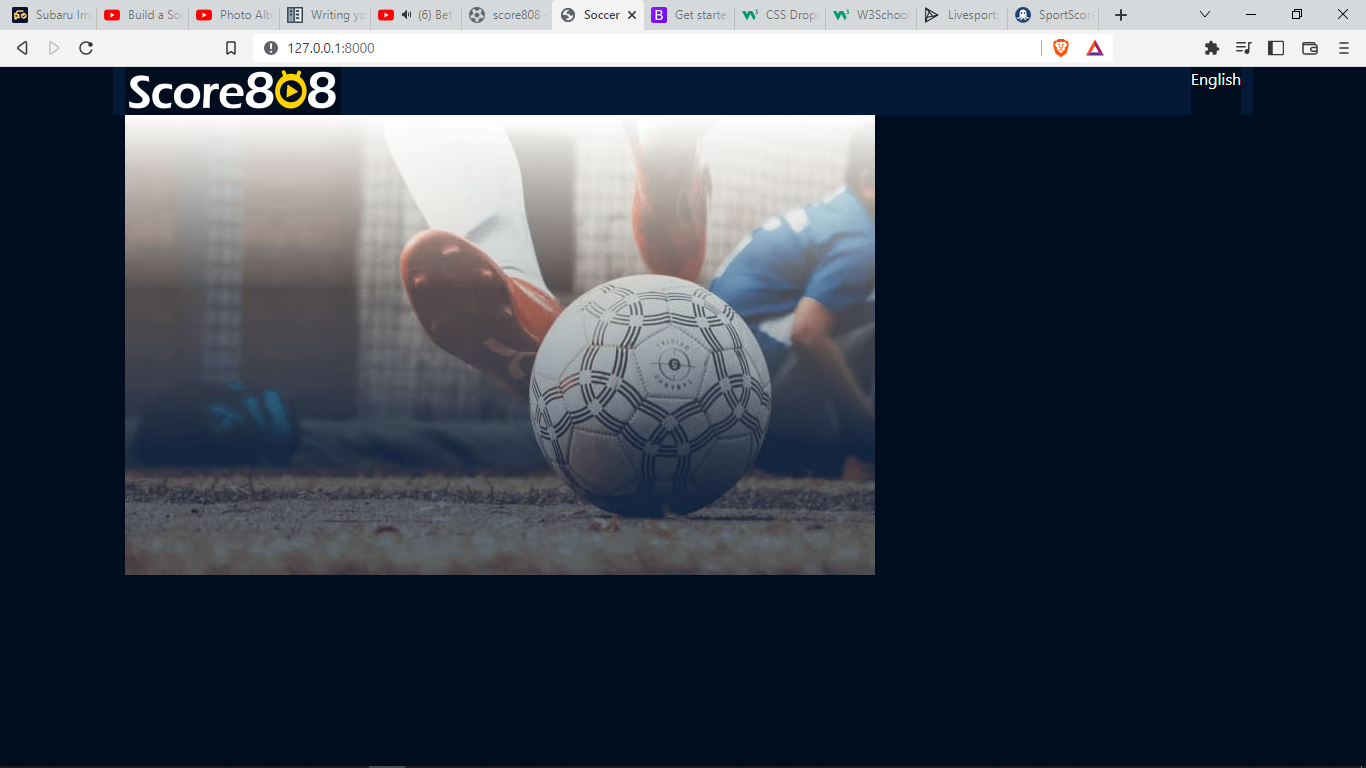 Subaru Im
Build a So
Photo Alb
Writing yo
(6) Bet
score808 -
Soccer
Get starte
CSS Dropd
W3School
Livesports
SportScor
127.0.0.1:8000
Score808
English